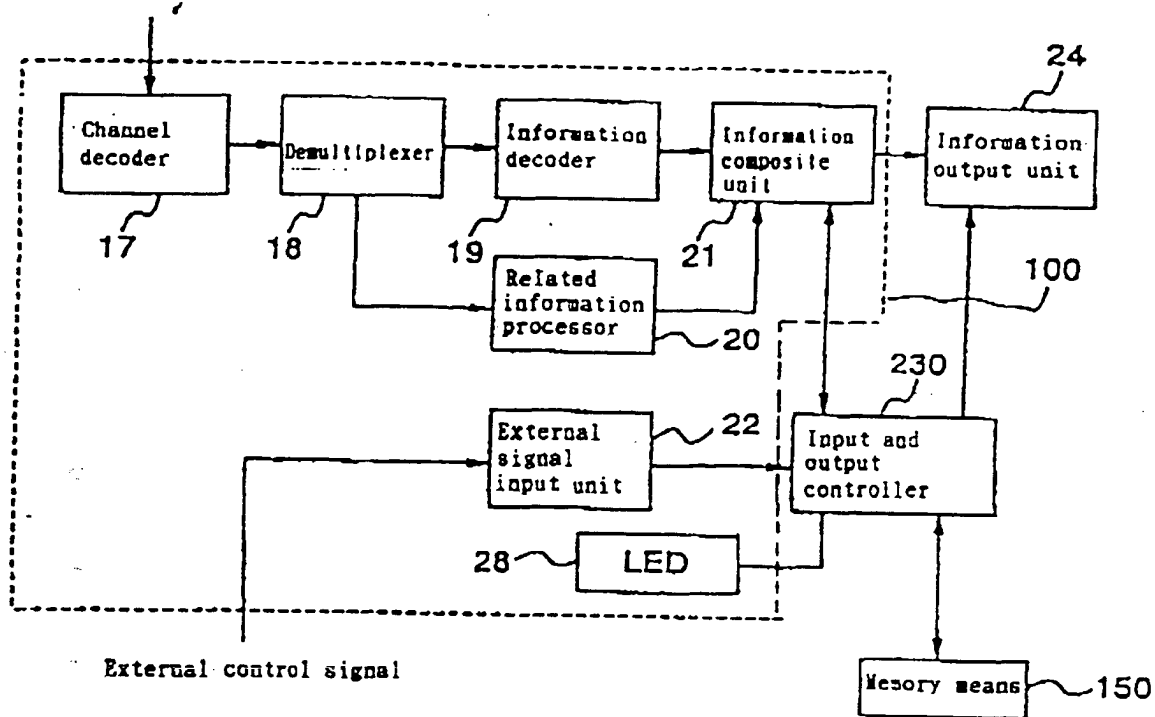 24
Channel
decoder
Demultiplexer
Information
decoder
Information
composite
unit
Information
output unit
17
18
19
21
100
Related
information
processor
20
230
External
signal
input unit
22
Input and
output
controller
28
LED
External control signal
Memory means
150